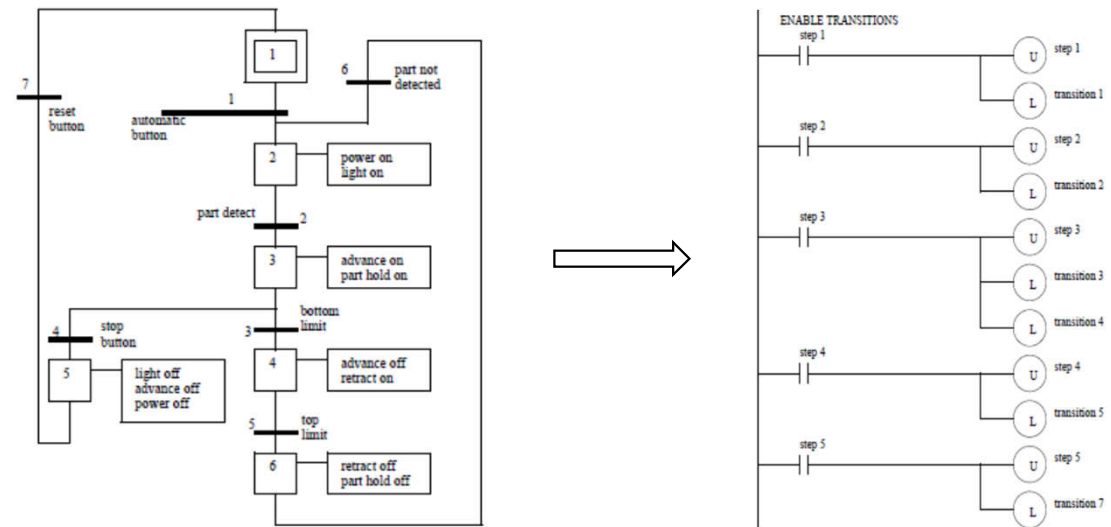 1
6
part not
detected
7
reset
button
1
automatic
button
2
power on
light on
part detect
2
3
advance on
part hold on
4
stop
button
3
bottom
limit
5
light off
advance off
power off
4
advance off
retract on
5
top
limit
6
retract off
part hold off
ENABLE TRANSITIONS
step 1
U
step 1
L
transition 1
step 2
U
step 2
L
transition 2
step 3
U
step 3
L
transition 3
L
transition 4
step 4
U
step 4
L
transition 5
step 5
U
step 5
L
transition 7